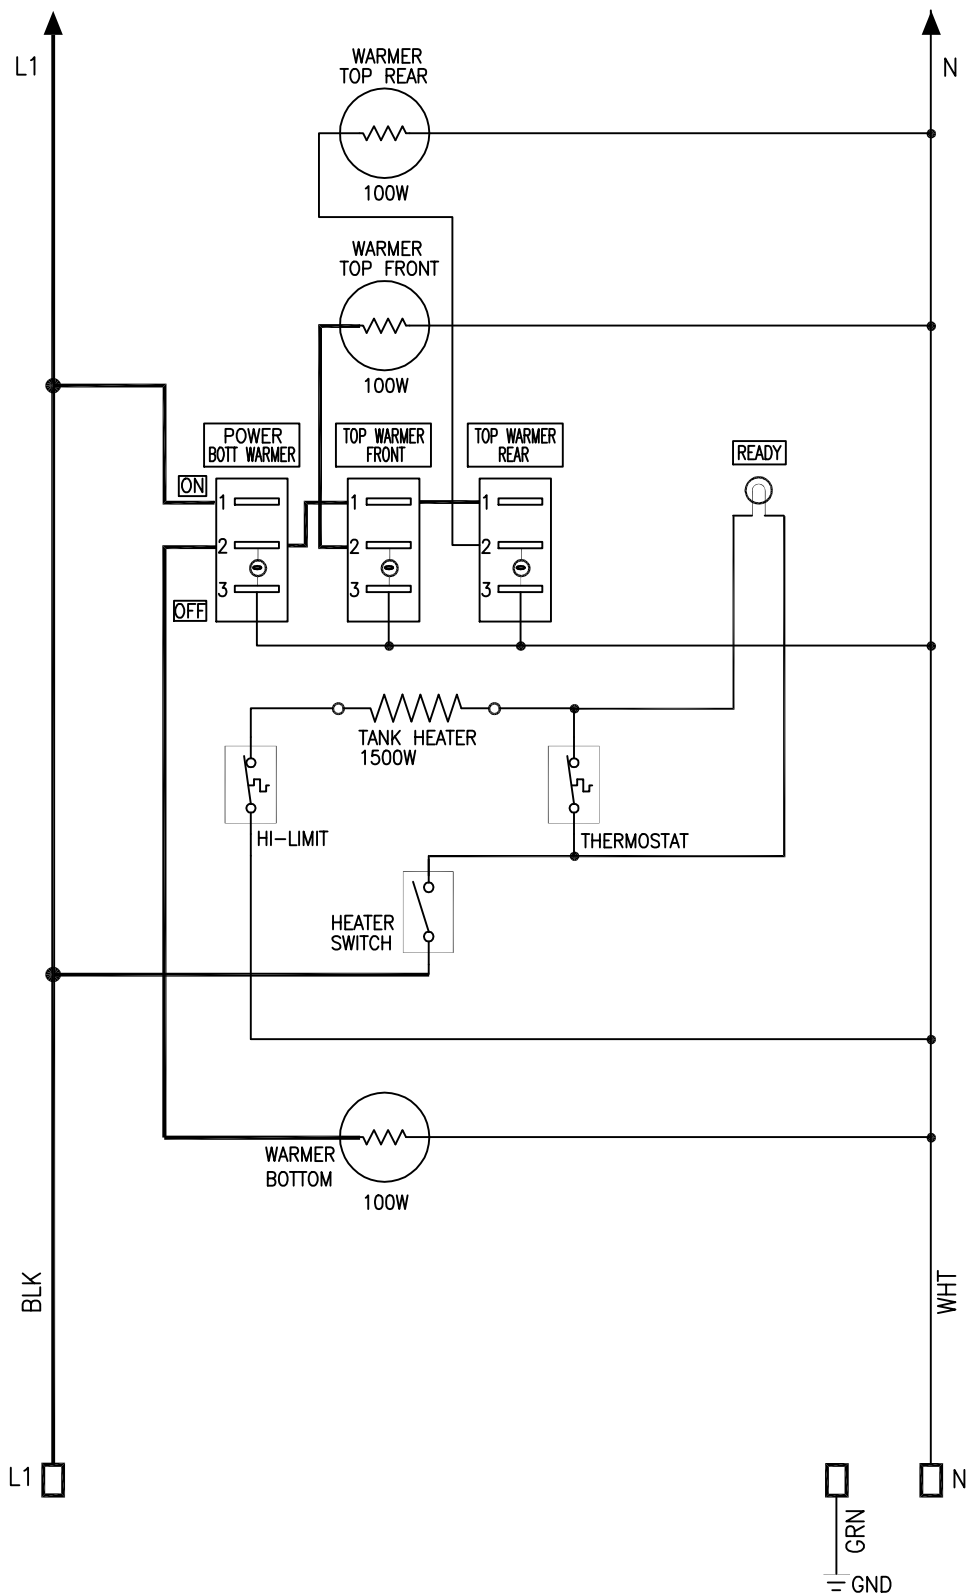 L1
N
WARMER
TOP REAR
100W
WARMER
TOP FRONT
100W
POWER
BOTT WARMER
TOP WARMER
FRONT
TOP WARMER
REAR
READY
ON
1
1
1
2
2
2
3
3
3
OFF
TANK HEATER
1500W
HI-LIMIT
THERMOSTAT
HEATER
SWITCH
WARMER
BOTTOM
100W
BLK
WHT
L1
N
GRN
GND